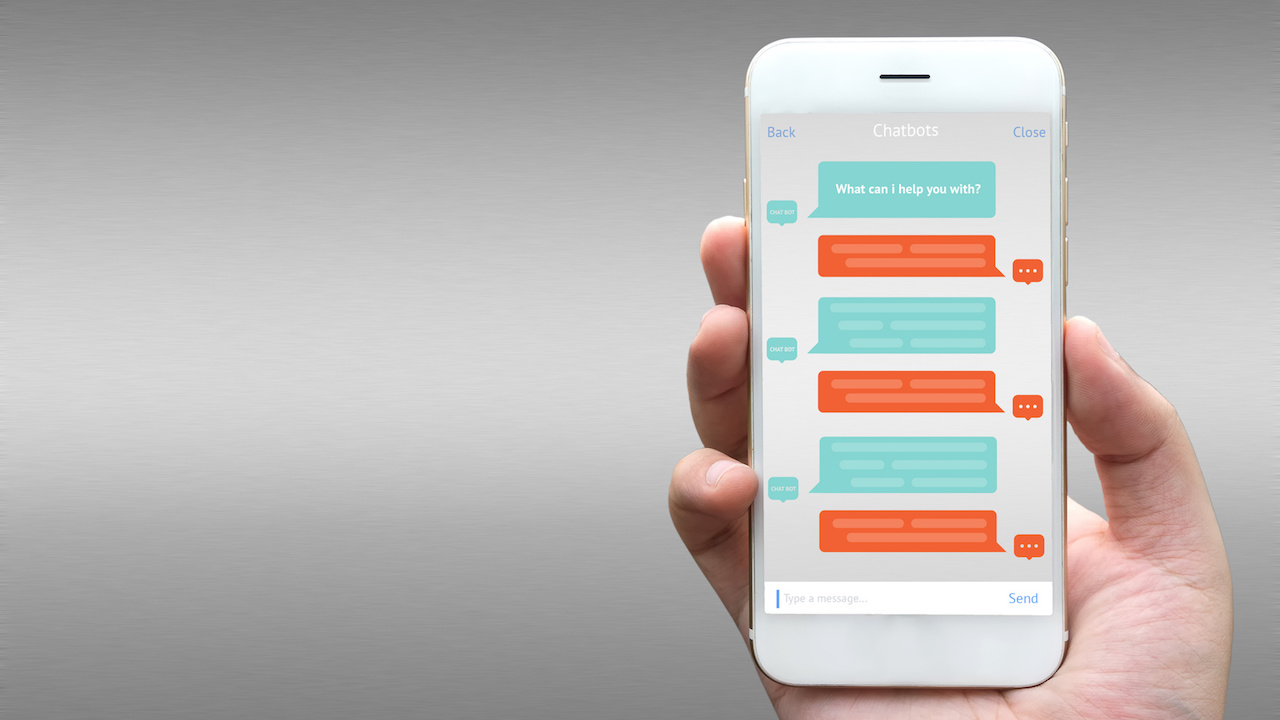 Back
Chatbots
Close
What can i help you with?
CHAT BOT
CHAT BOT
CHAT BOT
Type a message...
Send